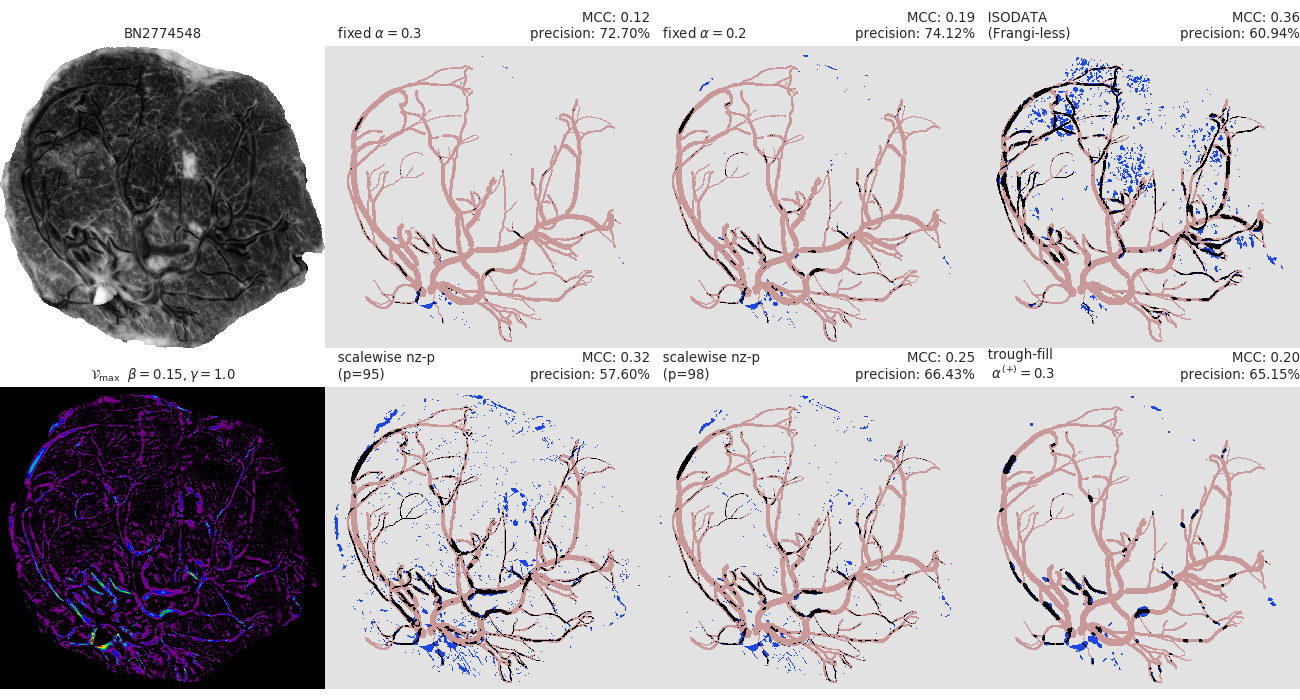 BN2774548
fixed α = 0.3
MCC: 0.12
precision: 72.70%
fixed α = 0.2
MCC: 0.19
precision: 74.12%
ISODATA
(Frangi-less)
MCC: 0.36
precision: 60.94%
𝒱max β = 0.15, γ = 1.0
scalewise nz-p
(p=95)
MCC: 0.32
precision: 57.60%
scalewise nz-p
(p=98)
MCC: 0.25
precision: 66.43%
trough-fill
α(+) = 0.3
MCC: 0.20
precision: 65.15%